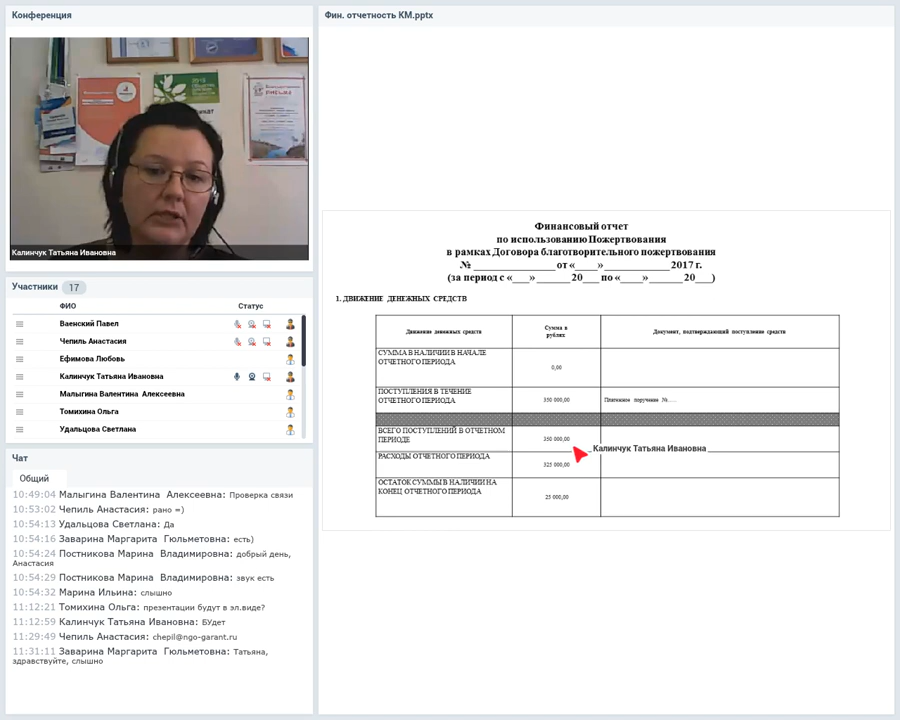 Конференция
Калинчук Татьяна Ивановна
Участники 17
ФИО Статус
Ваенский Павел
Чепиль Анастасия
Ефимова Любовь
Калинчук Татьяна Ивановна
Малыгина Валентина Алексеевна
Томихина Ольга
Удальцова Светлана
Чат
Общий
10:49:04 Малыгина Валентина Алексеевна: Проверка связи
10:53:02 Чепиль Анастасия: рано =)
10:54:13 Удальцова Светлана: Да
10:54:16 Заварина Маргарита Гюльметовна: есть)
10:54:24 Постникова Марина Владимировна: добрый день,
Анастасия
10:54:29 Постникова Марина Владимировна: звук есть
10:54:32 Марина Ильина: слышно
11:12:21 Томихина Ольга: презентации будут в эл.виде?
11:12:59 Калинчук Татьяна Ивановна: БУдет
11:29:49 Чепиль Анастасия: chepil@ngo-garant.ru
11:31:11 Заварина Маргарита Гюльметовна: Татьяна,
здравствуйте, слышно
Фин. отчетность КМ.pptx
Финансовый отчет
по использованию Пожертвования
в рамках Договора благотворительного пожертвования
№ ______________ от «____» ___________ 2017 г.
(за период с «___» ______ 20___ по «____» ______ 20___)
1. ДВИЖЕНИЕ ДЕНЕЖНЫХ СРЕДСТВ
Движение денежных средств
Сумма в
рублях
Документ, подтверждающий поступление средств
СУММА В НАЛИЧИИ В НАЧАЛЕ
ОТЧЕТНОГО ПЕРИОДА
0,00
ПОСТУПЛЕНИЯ В ТЕЧЕНИЕ
ОТЧЕТНОГО ПЕРИОДА
350 000,00
Платежное поручение №.....
ВСЕГО ПОСТУПЛЕНИЙ В ОТЧЕТНОМ
ПЕРИОДЕ
350 000,00
Калинчук Татьяна Ивановна
РАСХОДЫ ОТЧЕТНОГО ПЕРИОДА
325 000,00
ОСТАТОК СУММЫ В НАЛИЧИИ НА
КОНЕЦ ОТЧЕТНОГО ПЕРИОДА
25 000,00